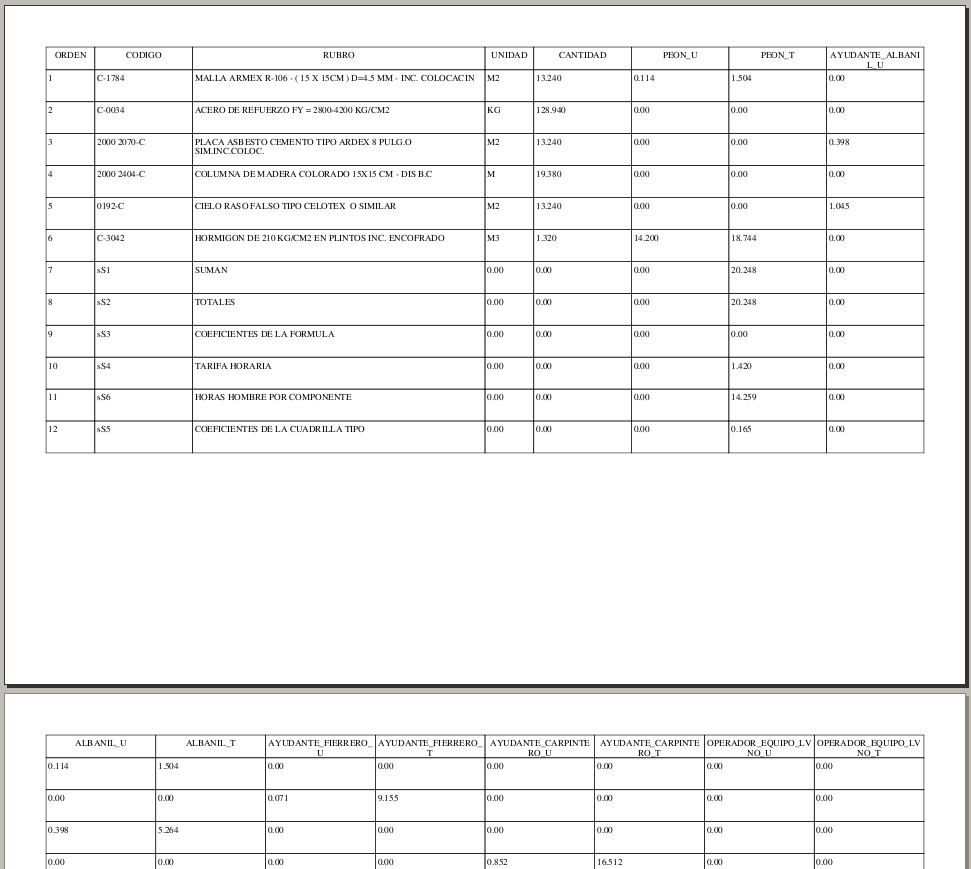 ORDEN CODIGO RUBRO UNIDAD CANTIDAD PEON_U PEON_T AYUDANTE_ALBANI
L_U
1 C-1784 MALLA ARMEX R-106 - ( 15 X 15CM ) D=4.5 MM - INC. COLOCACIN M2 13.240 0.114 1.504 0.00
2 C-0034 ACERO DE REFUERZO FY = 2800-4200 KG/CM2 KG 128.940 0.00 0.00 0.00
3 2000 2070-C PLACA ASBESTO CEMENTO TIPO ARDEX 8 PULG.O M2 13.240 0.00 0.00 0.398
SIM.INC.COLOC.
4 2000 2404-C COLUMNA DE MADERA COLORADO 15X15 CM - DIS B.C M 19.380 0.00 0.00 0.00
5 0192-C CIELO RASO FALSO TIPO CELOTEX O SIMILAR M2 13.240 0.00 0.00 1.045
6 C-3042 HORMIGON DE 210 KG/CM2 EN PLINTOS INC. ENCOFRADO M3 1.320 14.200 18.744 0.00
7 sS1 SUMAN 0.00 0.00 0.00 20.248 0.00
8 sS2 TOTALES 0.00 0.00 0.00 20.248 0.00
9 sS3 COEFICIENTES DE LA FORMULA 0.00 0.00 0.00 0.00 0.00
10 sS4 TARIFA HORARIA 0.00 0.00 0.00 1.420 0.00
11 sS6 HORAS HOMBRE POR COMPONENTE 0.00 0.00 0.00 14.259 0.00
12 sS5 COEFICIENTES DE LA CUADRILLA TIPO 0.00 0.00 0.00 0.165 0.00
ALBANIL_U ALBANIL_T AYUDANTE_FIERRERO_ AYUDANTE_FIERRERO_ AYUDANTE_CARPINTE AYUDANTE_CARPINTE OPERADOR_EQUIPO_LV OPERADOR_EQUIPO_LV
U T RO_U RO_T NO_U NO_T
0.114 1.504 0.00 0.00 0.00 0.00 0.00 0.00
0.00 0.00 0.071 9.155 0.00 0.00 0.00 0.00
0.398 5.264 0.00 0.00 0.00 0.00 0.00 0.00
0.00 0.00 0.00 0.00 0.852 16.512 0.00 0.00